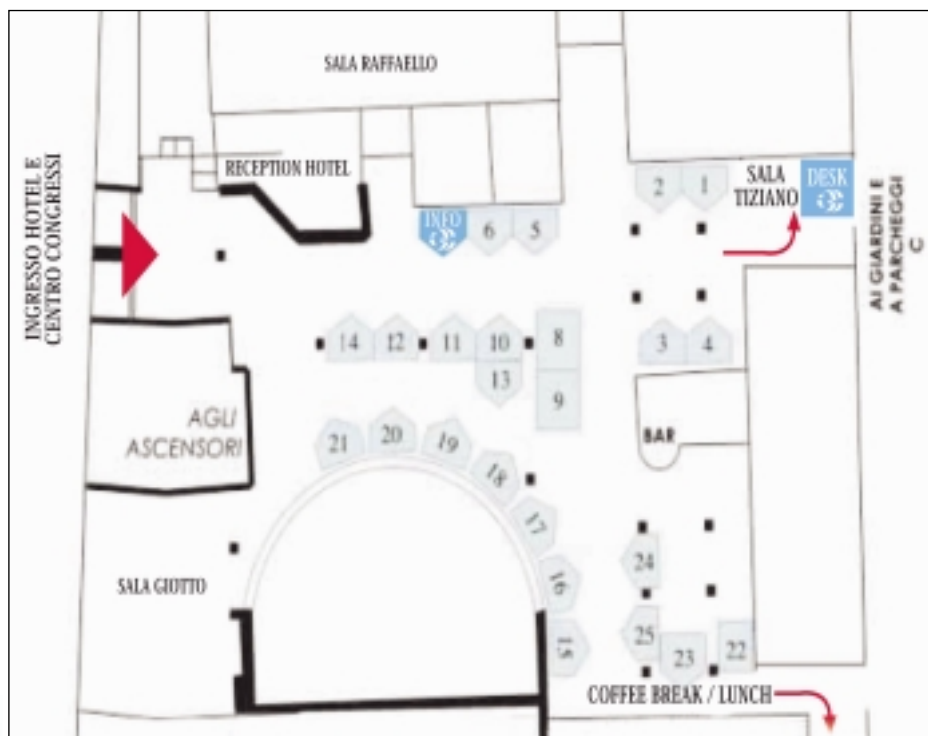 SALA RAFFAELLO
RECEPTION HOTEL
INGRESSO HOTEL E
CENTRO CONGRESSI
INFO
6
5
2
1
SALA
TIZIANO
DESK
AI GIARDINI E
A PARCHEGGI
C
14
12
11
10
13
8
9
3
4
AGLI
ASCENSORI
BAR
21
20
19
18
17
16
15
SALA GIOTTO
24
25
23
22
COFFEE BREAK / LUNCH